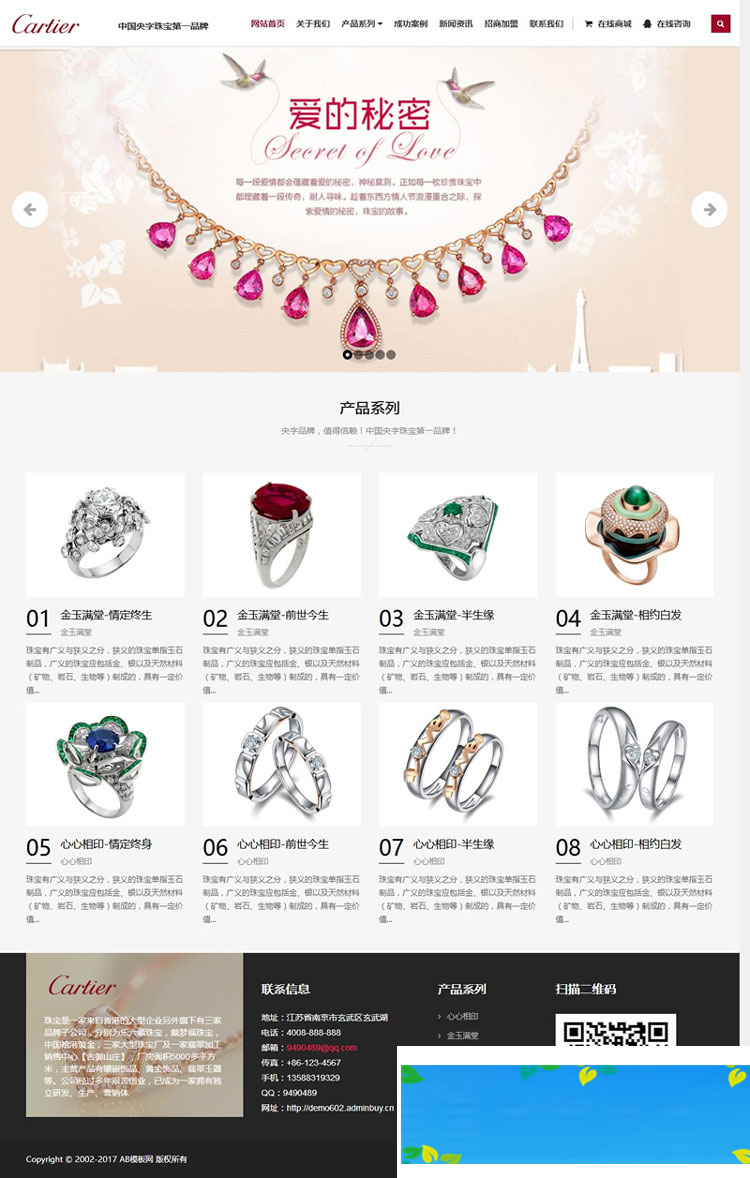 Cartier
中国央字珠宝第一品牌
网站首页 关于我们 产品系列 成功案例 新闻资讯 招商加盟 联系我们 在线商城 在线咨询
爱的秘密
Secret of Love
每一段爱情都会蕴藏着爱的秘密，神秘莫测。正如每一枚珍贵珠宝中
都埋藏着一段传奇，耐人寻味。趁着东西方情人节浪漫重合之际，探
索爱情的秘密，珠宝的故事。
产品系列
央字品牌，值得信赖！中国央字珠宝第一品牌！
01 金玉满堂-情定终生
金玉满堂
珠宝有广义与狭义之分，狭义的珠宝单指玉石
制品，广义的珠宝应包括金、银以及天然材料
（矿物、岩石、生物等）制成的，具有一定价
值...
02 金玉满堂-前世今生
金玉满堂
珠宝有广义与狭义之分，狭义的珠宝单指玉石
制品，广义的珠宝应包括金、银以及天然材料
（矿物、岩石、生物等）制成的，具有一定价
值...
03 金玉满堂-半生缘
金玉满堂
珠宝有广义与狭义之分，狭义的珠宝单指玉石
制品，广义的珠宝应包括金、银以及天然材料
（矿物、岩石、生物等）制成的，具有一定价
值...
04 金玉满堂-相约白发
金玉满堂
珠宝有广义与狭义之分，狭义的珠宝单指玉石
制品，广义的珠宝应包括金、银以及天然材料
（矿物、岩石、生物等）制成的，具有一定价
值...
05 心心相印-情定终身
心心相印
珠宝有广义与狭义之分，狭义的珠宝单指玉石
制品，广义的珠宝应包括金、银以及天然材料
（矿物、岩石、生物等）制成的，具有一定价
值...
06 心心相印-前世今生
心心相印
珠宝有广义与狭义之分，狭义的珠宝单指玉石
制品，广义的珠宝应包括金、银以及天然材料
（矿物、岩石、生物等）制成的，具有一定价
值...
07 心心相印-半生缘
心心相印
珠宝有广义与狭义之分，狭义的珠宝单指玉石
制品，广义的珠宝应包括金、银以及天然材料
（矿物、岩石、生物等）制成的，具有一定价
值...
08 心心相印-相约白发
心心相印
珠宝有广义与狭义之分，狭义的珠宝单指玉石
制品，广义的珠宝应包括金、银以及天然材料
（矿物、岩石、生物等）制成的，具有一定价
值...
Cartier
珠宝是一家来自香港的大型企业另外旗下有三家
品牌子公司，分别为乐六福珠宝，戴梦福珠宝，
中国福港黄金，三家大型珠宝厂及一家翡翠加工
销售中心【古御山庄】，厂房面积5000多平方
米，主营产品有镶嵌饰品、黄金饰品、翡翠玉器
等。公司经过多年艰苦创业，已成为一家拥有独
立研发、生产、营销体
联系信息
地址：江苏省南京市玄武区玄武湖
电话：4008-888-888
邮箱：9490489@qq.com
传真：+86-123-4567
手机：13588319329
QQ：9490489
网址：http://demo602.adminbuy.cn
产品系列
心心相印
金玉满堂
扫描二维码
Copyright © 2002-2017 AB模板网 版权所有